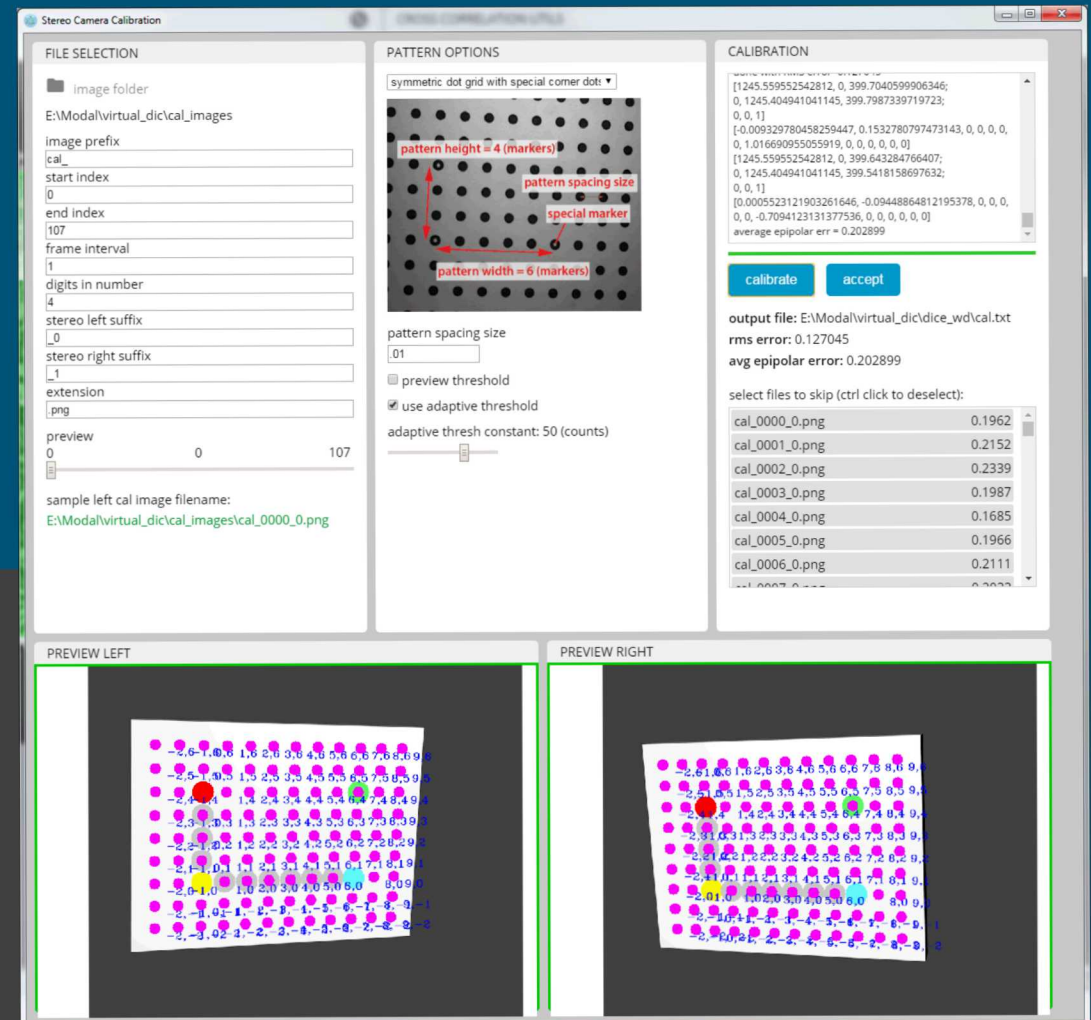 Stereo Camera Calibration
CROSS-CORRELATION UTILS
FILE SELECTION
image folder
E:\Modal\virtual_dic\cal_images
image prefix
cal_
start index
0
end index
107
frame interval
1
digits in number
4
stereo left suffix
_0
stereo right suffix
_1
extension
.png
preview
0 0 107
sample left cal image filename:
E:\Modal\virtual_dic\cal_images\cal_0000_0.png
PATTERN OPTIONS
symmetric dot grid with special corner dots
pattern height = 4 (markers)
pattern spacing size
special marker
pattern width = 6 (markers)
pattern spacing size
.01
preview threshold
use adaptive threshold
adaptive thresh constant: 50 (counts)
CALIBRATION
[1245.559552542812, 0, 399.7040599906346;
0, 1245.404941041145, 399.7987339719723;
0, 0, 1]
[-0.009329780458259447, 0.1532780797473143, 0, 0, 0, 0,
0, 1.016690955055919, 0, 0, 0, 0, 0, 0]
[1245.559552542812, 0, 399.643284766407;
0, 1245.404941041145, 399.5418158697632;
0, 0, 1]
[0.0005523121903261646, -0.09448864812195378, 0, 0, 0,
0, 0, -0.7094123131377536, 0, 0, 0, 0, 0, 0]
average epipolar err = 0.202899
calibrate accept
output file: E:\Modal\virtual_dic\dice_wd\cal.txt
rms error: 0.127045
avg epipolar error: 0.202899
select files to skip (ctrl click to deselect):
cal_0000_0.png 0.1962
cal_0001_0.png 0.2152
cal_0002_0.png 0.2339
cal_0003_0.png 0.1987
cal_0004_0.png 0.1685
cal_0005_0.png 0.1966
cal_0006_0.png 0.2111
PREVIEW LEFT
PREVIEW RIGHT